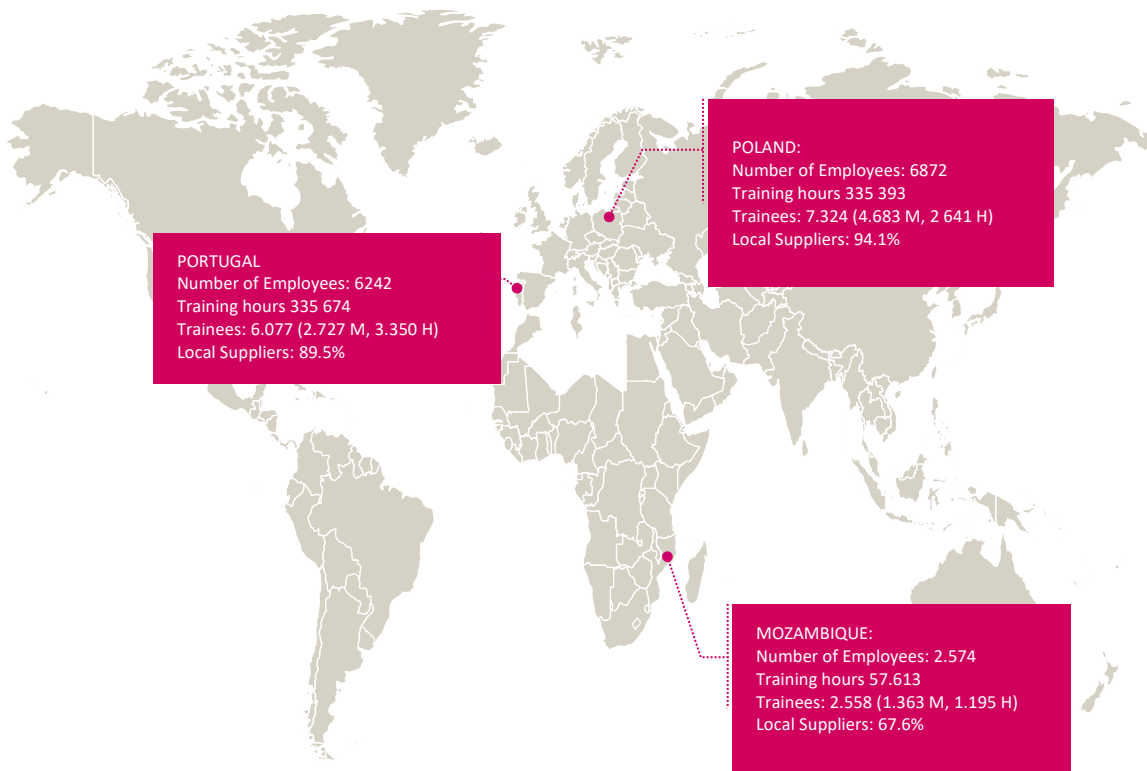 POLAND:
Number of Employees: 6872
Training hours 335 393
Trainees: 7.324 (4.683 M, 2 641 H)
Local Suppliers: 94.1%
PORTUGAL
Number of Employees: 6242
Training hours 335 674
Trainees: 6.077 (2.727 M, 3.350 H)
Local Suppliers: 89.5%
MOZAMBIQUE:
Number of Employees: 2.574
Training hours 57.613
Trainees: 2.558 (1.363 M, 1.195 H)
Local Suppliers: 67.6%